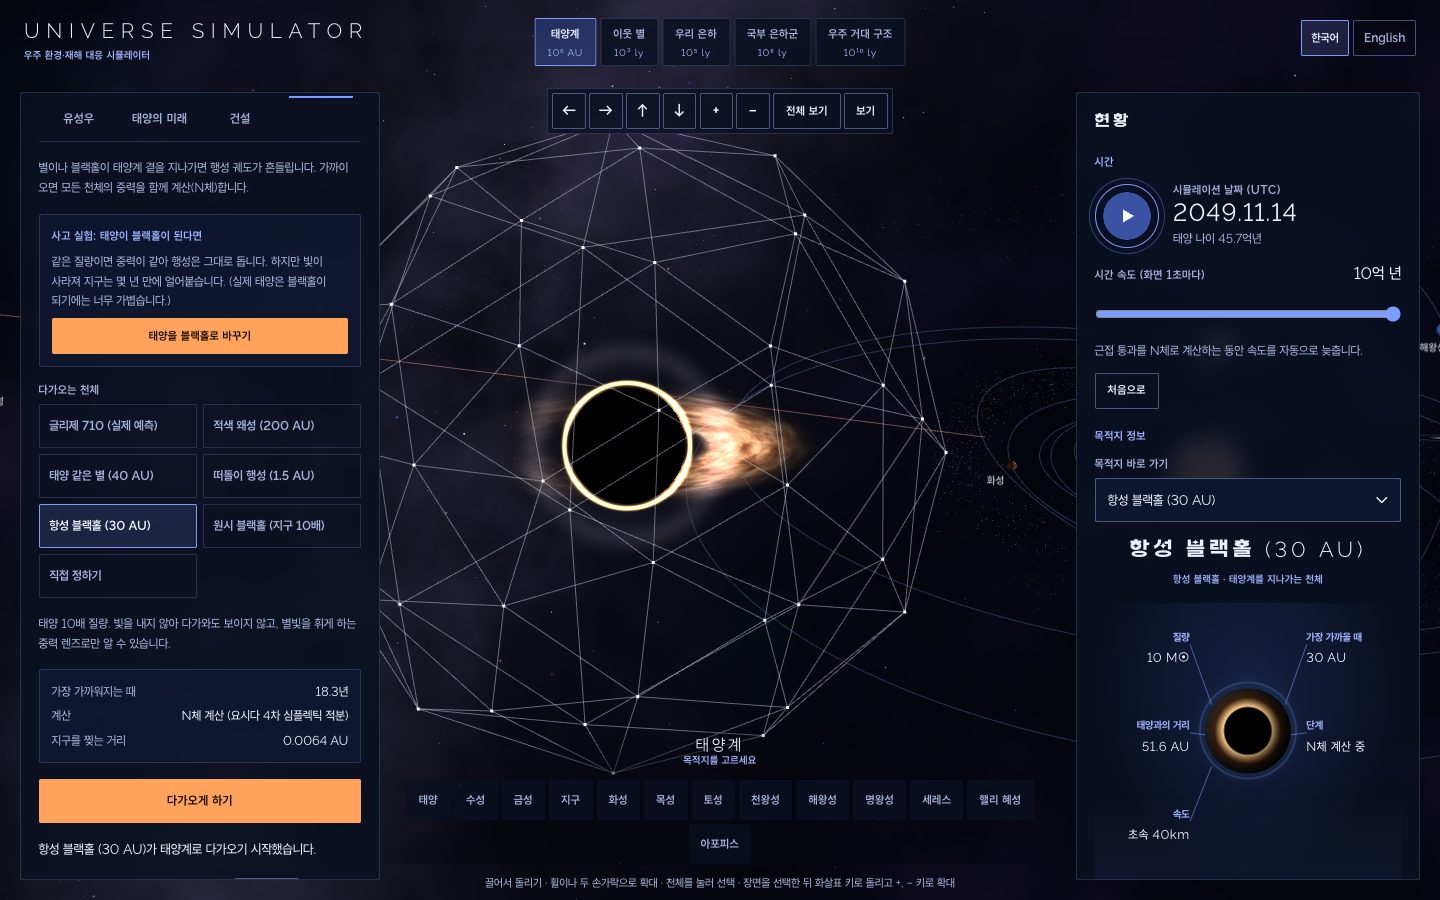 UNIVERSE SIMULATOR
우주 환경·재해 대응 시뮬레이터
태양계
10⁰ AU
이웃 별
10³ ly
우리 은하
10⁵ ly
국부 은하군
10⁶ ly
우주 거대 구조
10¹⁰ ly
한국어
English
← → ↑ ↓ + − 전체 보기 보기
유성우 태양의 미래 건설
별이나 블랙홀이 태양계 곁을 지나가면 행성 궤도가 흔들립니다. 가까이
오면 모든 천체의 중력을 함께 계산(N체)합니다.
사고 실험: 태양이 블랙홀이 된다면
같은 질량이면 중력이 같아 행성은 그대로 돕니다. 하지만 빛이
사라져 지구는 몇 년 만에 얼어붙습니다. (실제 태양은 블랙홀이
되기에는 너무 가볍습니다.)
태양을 블랙홀로 바꾸기
다가오는 천체
글리제 710 (실제 예측)
적색 왜성 (200 AU)
태양 같은 별 (40 AU)
떠돌이 행성 (1.5 AU)
항성 블랙홀 (30 AU)
원시 블랙홀 (지구 10배)
직접 정하기
태양 10배 질량. 빛을 내지 않아 다가와도 보이지 않고, 별빛을 휘게 하는
중력 렌즈로만 알 수 있습니다.
가장 가까워지는 때 18.3년
계산 N체 계산 (요시다 4차 심플렉틱 적분)
지구를 찢는 거리 0.0064 AU
다가오게 하기
항성 블랙홀 (30 AU)가 태양계로 다가오기 시작했습니다.
화성
태양계
목적지를 고르세요
태양 수성 금성 지구 화성 목성 토성 천왕성 해왕성 명왕성 세레스 핼리 혜성
아포피스
끌어서 돌리기 · 휠이나 두 손가락으로 확대 · 천체를 눌러 선택 · 장면을 선택한 뒤 화살표 키로 돌리고 +, − 키로 확대
현황
시간
시뮬레이션 날짜 (UTC)
2049.11.14
태양 나이 45.7억년
시간 속도 (화면 1초마다) 10억 년
근접 통과를 N체로 계산하는 동안 속도를 자동으로 늦춥니다.
처음으로
목적지 정보
목적지 바로 가기
항성 블랙홀 (30 AU)
항성 블랙홀 (30 AU)
항성 블랙홀 · 태양계를 지나가는 천체
질량
10 M☉
가장 가까울 때
30 AU
태양과의 거리
51.6 AU
단계
N체 계산 중
속도
초속 40km